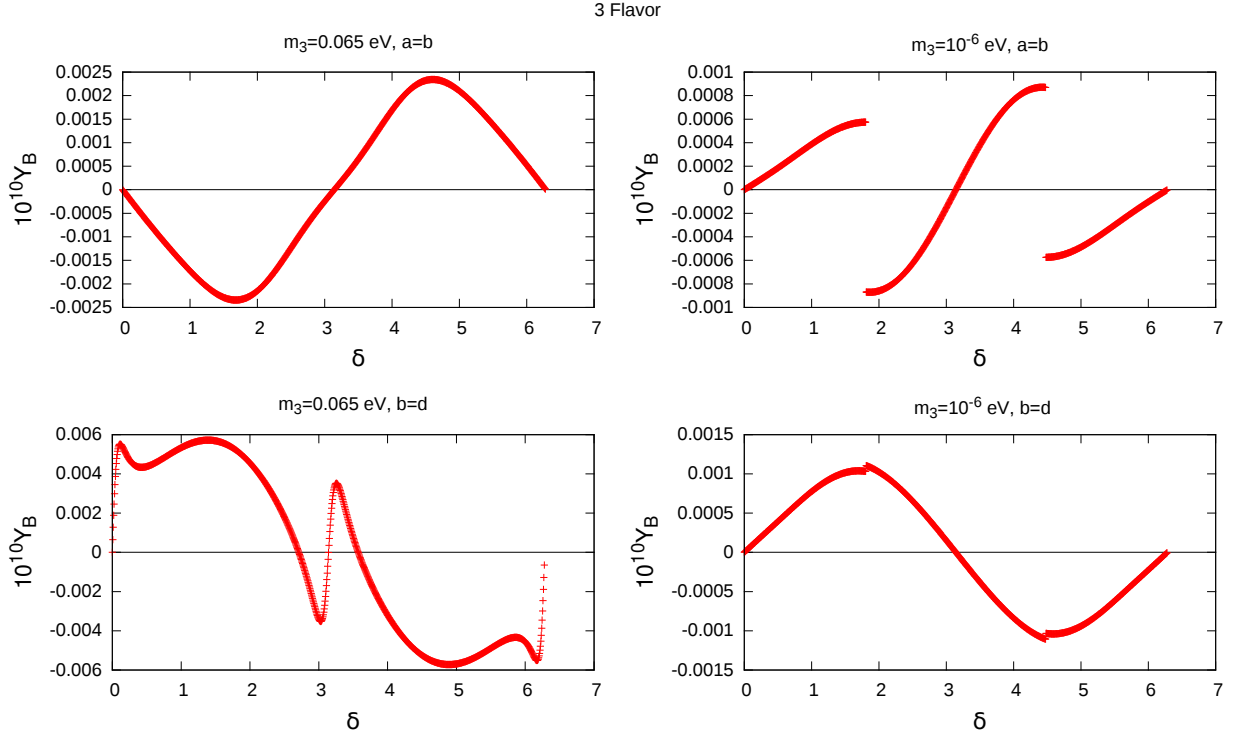 3 Flavor
m₃=0.065 eV, a=b
10¹⁰Y_B
0.0025
0.002
0.0015
0.001
0.0005
0
-0.0005
-0.001
-0.0015
-0.002
-0.0025
0 1 2 3 4 5 6 7
δ
m₃=10⁻⁶ eV, a=b
10¹⁰Y_B
0.001
0.0008
0.0006
0.0004
0.0002
0
-0.0002
-0.0004
-0.0006
-0.0008
-0.001
0 1 2 3 4 5 6 7
δ
m₃=0.065 eV, b=d
10¹⁰Y_B
0.006
0.004
0.002
0
-0.002
-0.004
-0.006
0 1 2 3 4 5 6 7
δ
m₃=10⁻⁶ eV, b=d
10¹⁰Y_B
0.0015
0.001
0.0005
0
-0.0005
-0.001
-0.0015
0 1 2 3 4 5 6 7
δ